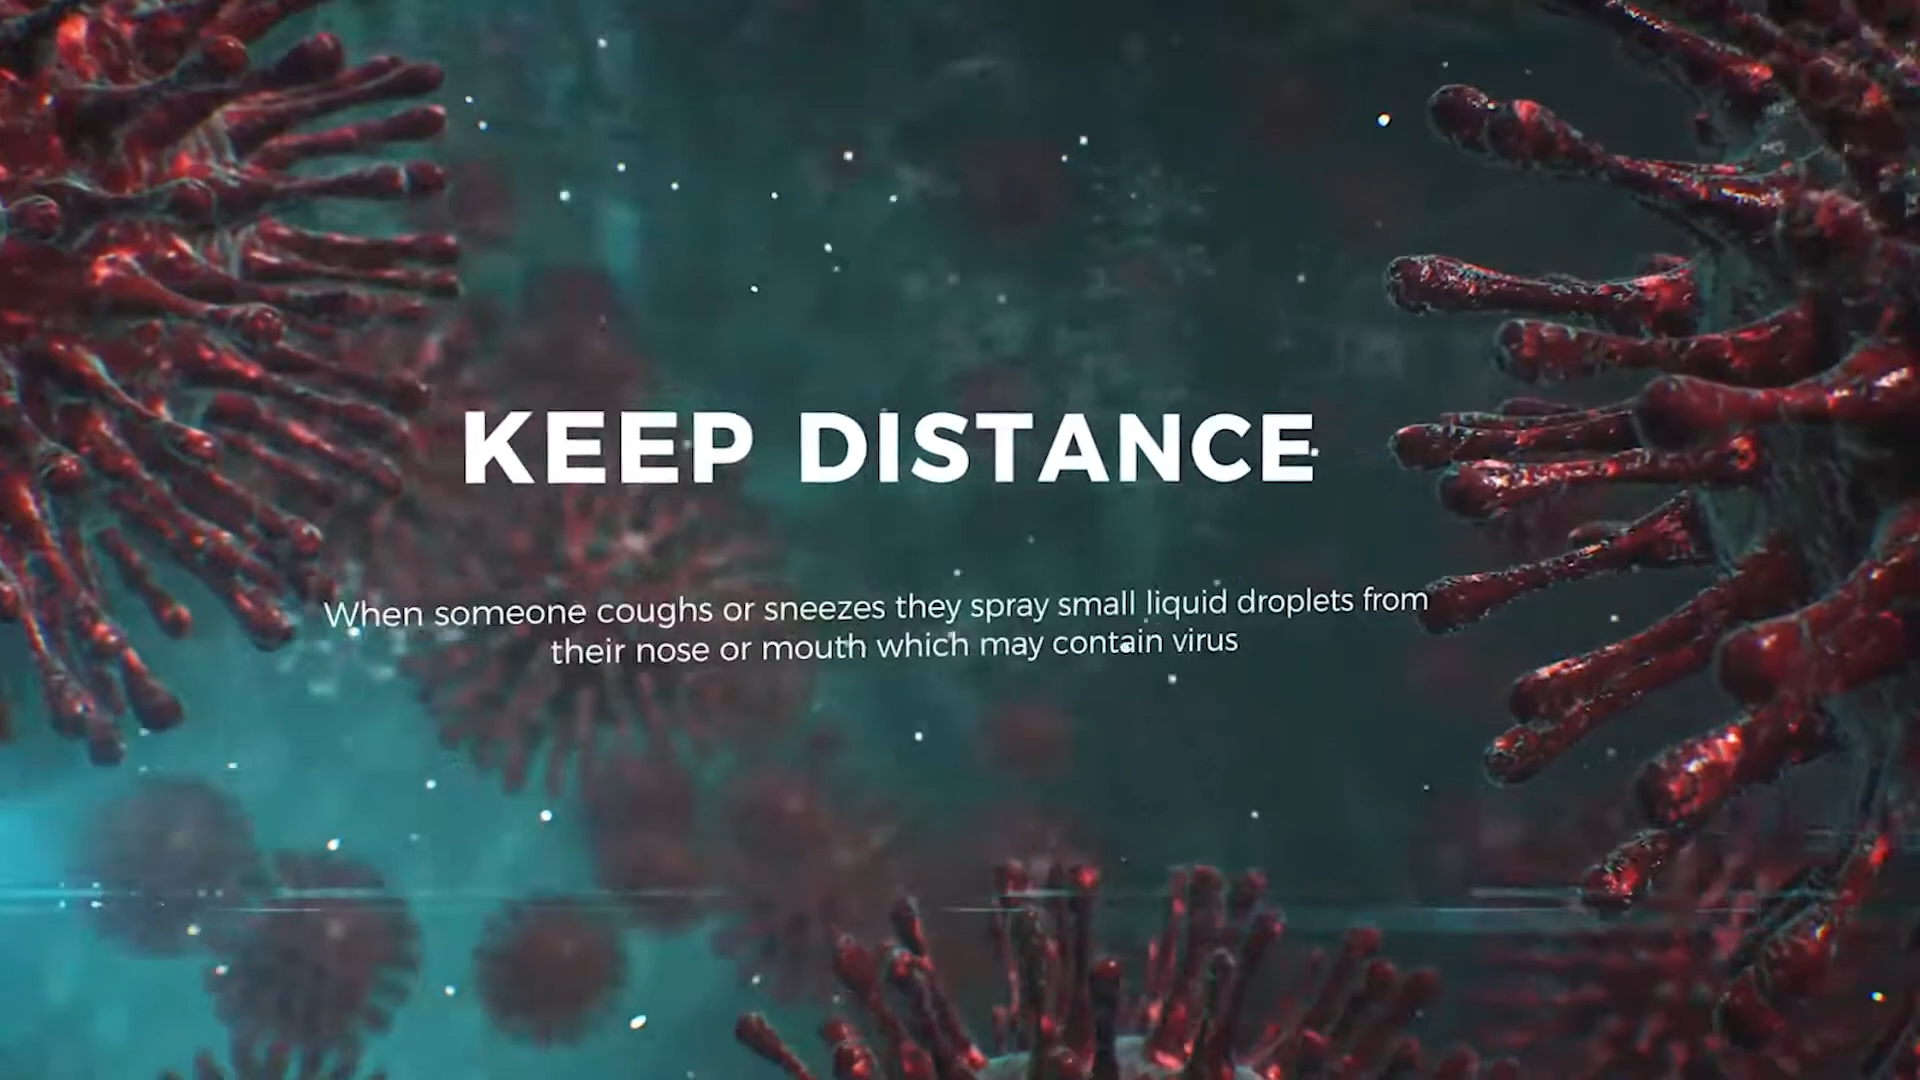 KEEP DISTANCE
When someone coughs or sneezes they spray small liquid droplets from
their nose or mouth which may contain virus